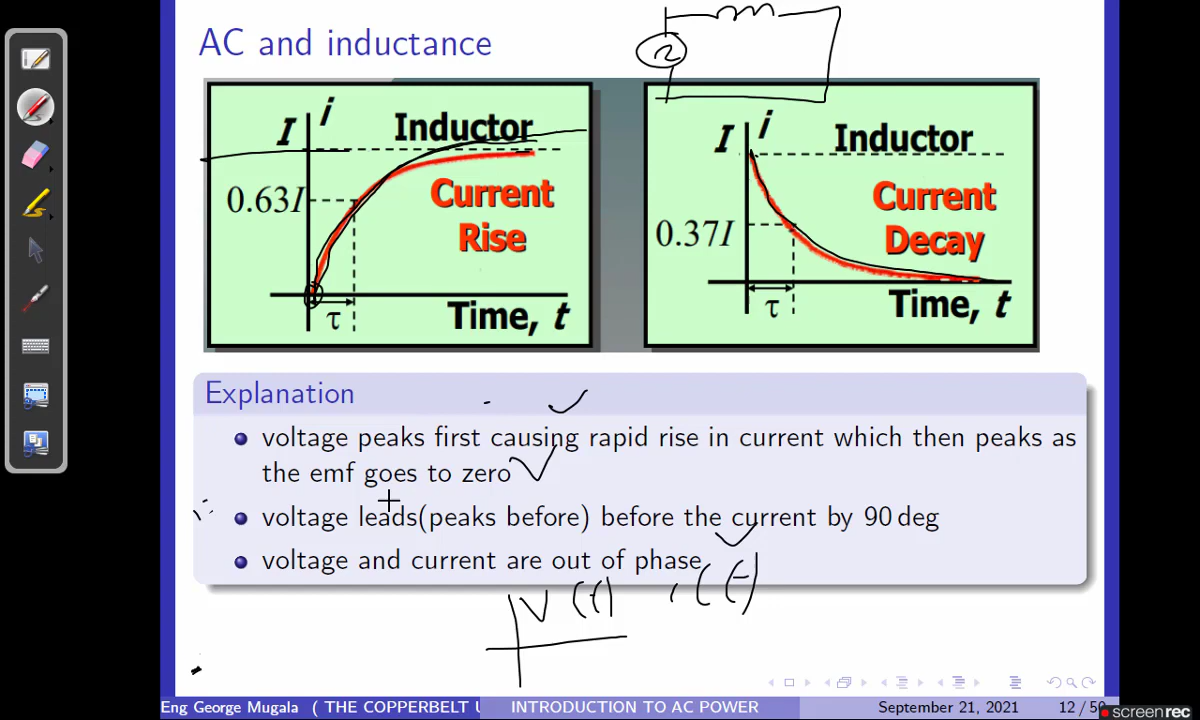 AC and inductance
i
I
Inductor
0.63I
Current
Rise
τ
Time, t
i
I
Inductor
Current
Decay
0.37I
τ
Time, t
Explanation
voltage peaks first causing rapid rise in current which then peaks as
the emf goes to zero
voltage leads(peaks before) before the current by 90 deg
voltage and current are out of phase
V(t) i(t)
Eng George Mugala ( THE COPPERBELT U
INTRODUCTION TO AC POWER
September 21, 2021
12 / 50
screenrec